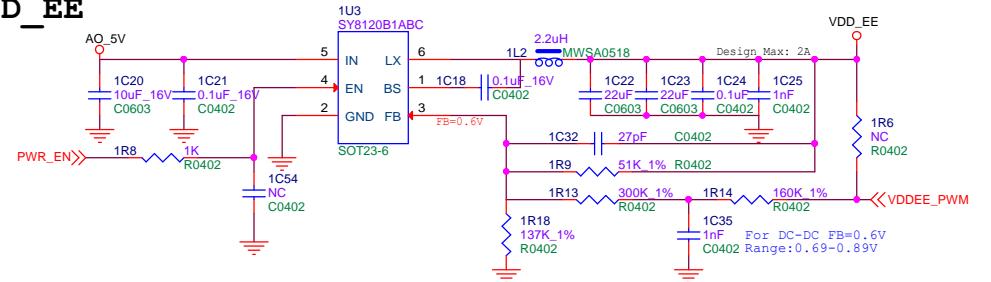 D_EE
1U3
SY8120B1ABC
VDD_EE
AO_5V
2.2uH
5 IN LX 6
1L2
MWSA0518
Design Max: 2A
1C20
10uF_16V
C0603
1C21
0.1uF_16V
C0402
4 EN BS 1
1C18
0.1uF_16V
C0402
1C22
22uF
C0603
1C23
22uF
C0603
1C24
0.1uF
C0402
1C25
1nF
C0402
2 GND FB 3
FB=0.6V
1R6
NC
R0402
SOT23-6
1C32
27pF
C0402
PWR_EN
1R8
1K
R0402
1R9
51K_1%
R0402
1C54
NC
C0402
1R13
300K_1%
R0402
1R14
160K_1%
R0402
VDDEE_PWM
1R18
137K_1%
R0402
1C35
1nF
C0402
For DC-DC FB=0.6V
Range:0.69-0.89V